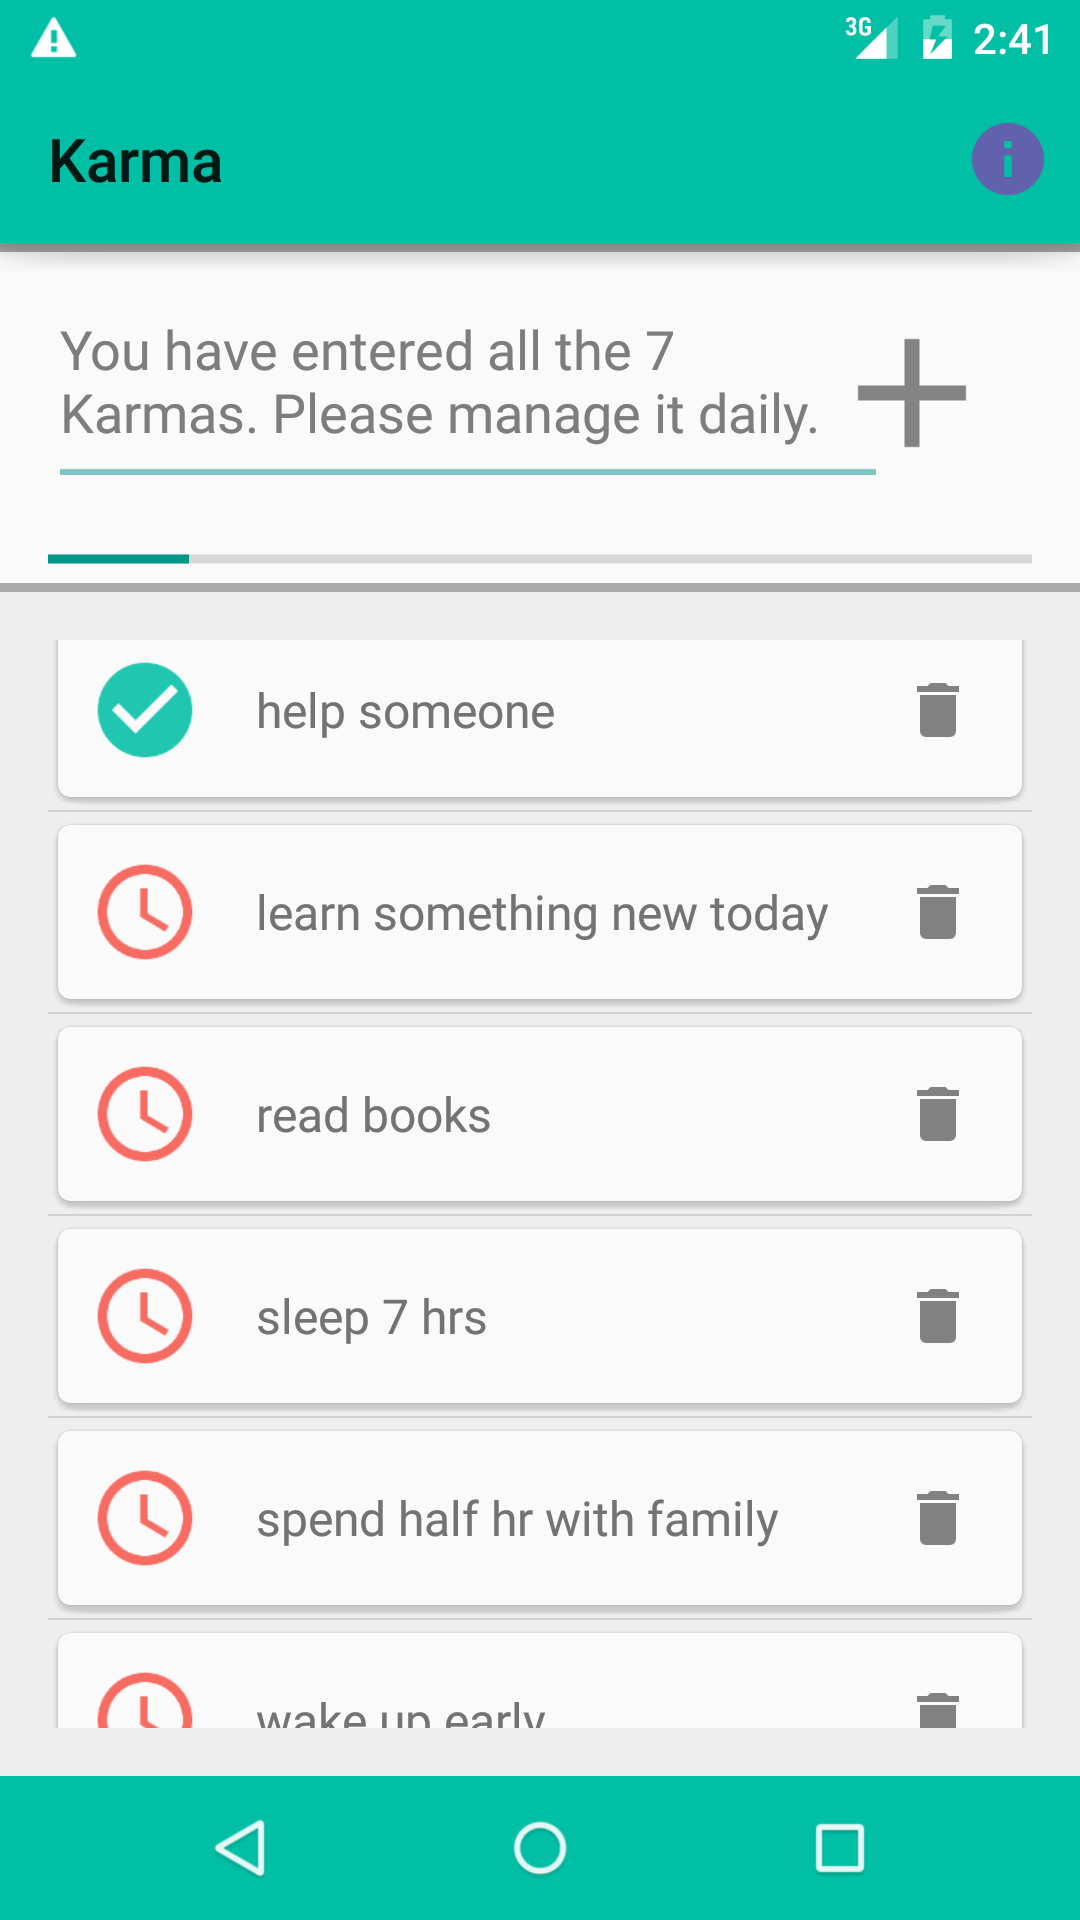 3G 2:41
Karma
You have entered all the 7
Karmas. Please manage it daily.
help someone
learn something new today
read books
sleep 7 hrs
spend half hr with family
wake up early